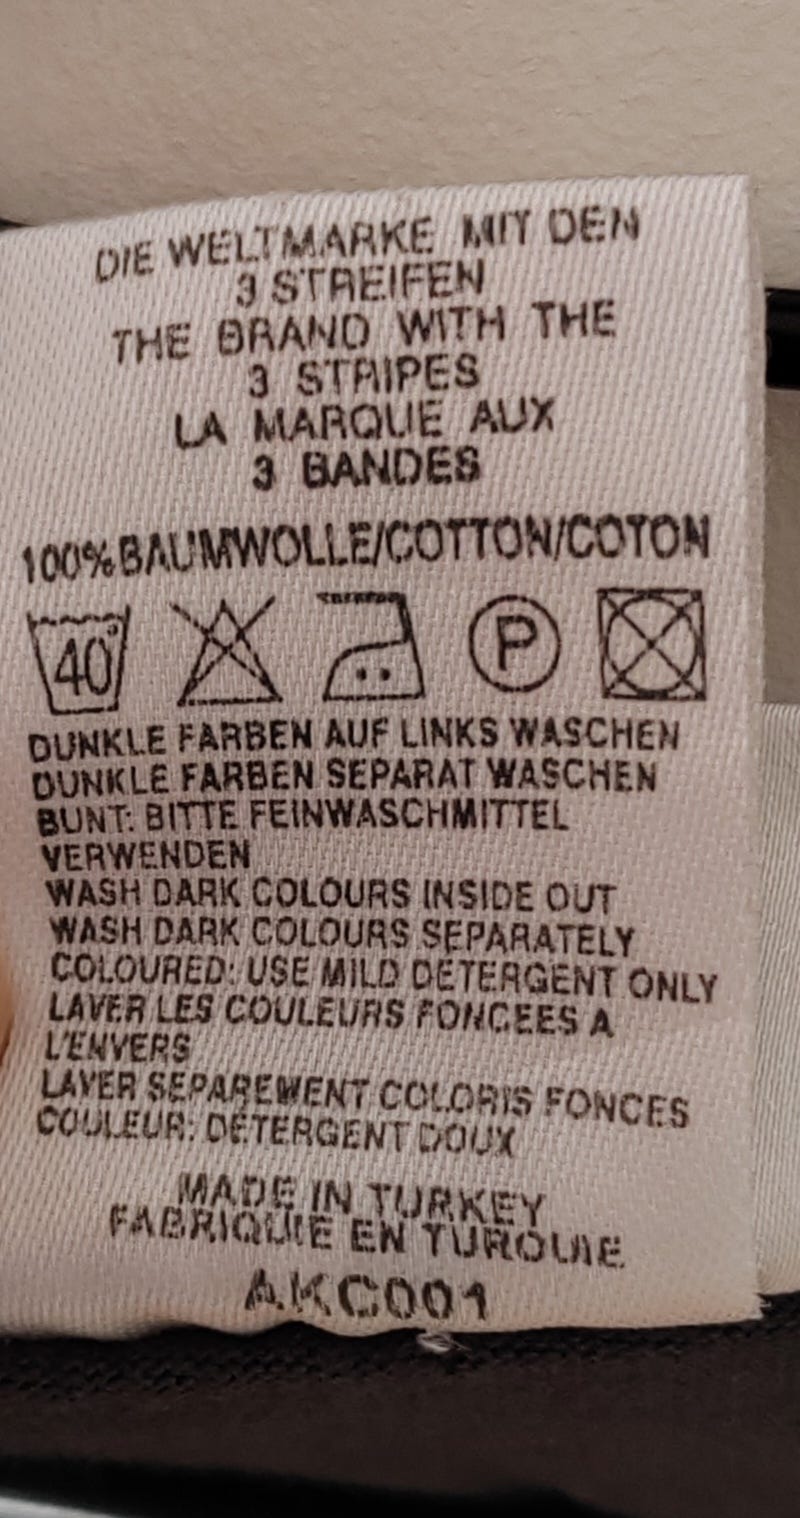 DIE WELTMARKE MIT DEN
3 STREIFEN
THE BRAND WITH THE
3 STRIPES
LA MARQUE AUX
3 BANDES
100%BAUMWOLLE/COTTON/COTON
40° P
DUNKLE FARBEN AUF LINKS WASCHEN
DUNKLE FARBEN SEPARAT WASCHEN
BUNT: BITTE FEINWASCHMITTEL
VERWENDEN
WASH DARK COLOURS INSIDE OUT
WASH DARK COLOURS SEPARATELY
COLOURED: USE MILD DETERGENT ONLY
LAVER LES COULEURS FONCEES A
L'ENVERS
LAVER SEPAREMENT COLORIS FONCES
COULEUR: DÉTERGENT DOUX
MADE IN TURKEY
FABRIQUIE EN TURQUIE
AKC001